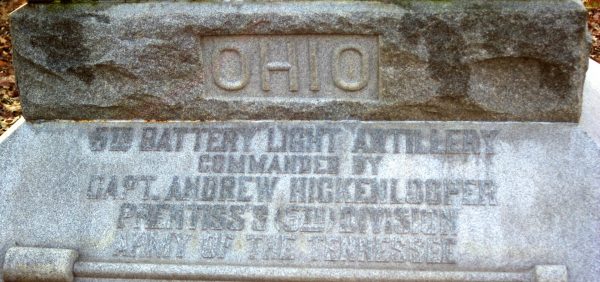 OHIO
5TH BATTERY LIGHT ARTILLERY
COMMANDED BY
CAPT. ANDREW HICKENLOOPER
PRENTISS'S 6TH DIVISION
ARMY OF THE TENNESSEE